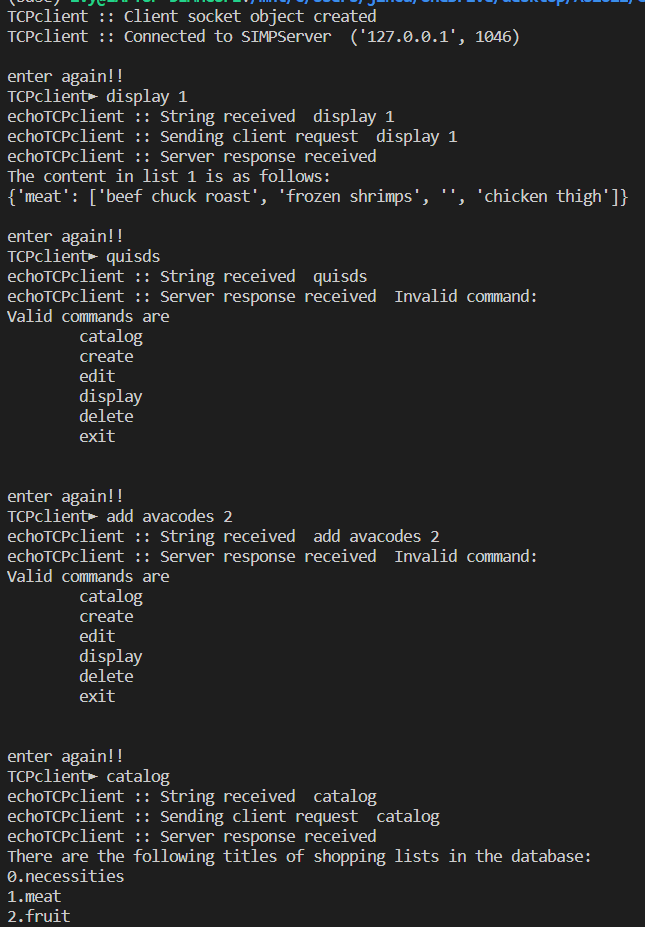 TCPclient :: Client socket object created
TCPclient :: Connected to SIMPServer  ('127.0.0.1', 1046)

enter again!!
TCPclient► display 1
echoTCPclient :: String received  display 1
echoTCPclient :: Sending client request  display 1
echoTCPclient :: Server response received
The content in list 1 is as follows:
{'meat': ['beef chuck roast', 'frozen shrimps', '', 'chicken thigh']}

enter again!!
TCPclient► quisds
echoTCPclient :: String received  quisds
echoTCPclient :: Server response received  Invalid command:
Valid commands are
        catalog
        create
        edit
        display
        delete
        exit

enter again!!
TCPclient► add avacodes 2
echoTCPclient :: String received  add avacodes 2
echoTCPclient :: Server response received  Invalid command:
Valid commands are
        catalog
        create
        edit
        display
        delete
        exit

enter again!!
TCPclient► catalog
echoTCPclient :: String received  catalog
echoTCPclient :: Sending client request  catalog
echoTCPclient :: Server response received
There are the following titles of shopping lists in the database:
0.necessities
1.meat
2.fruit